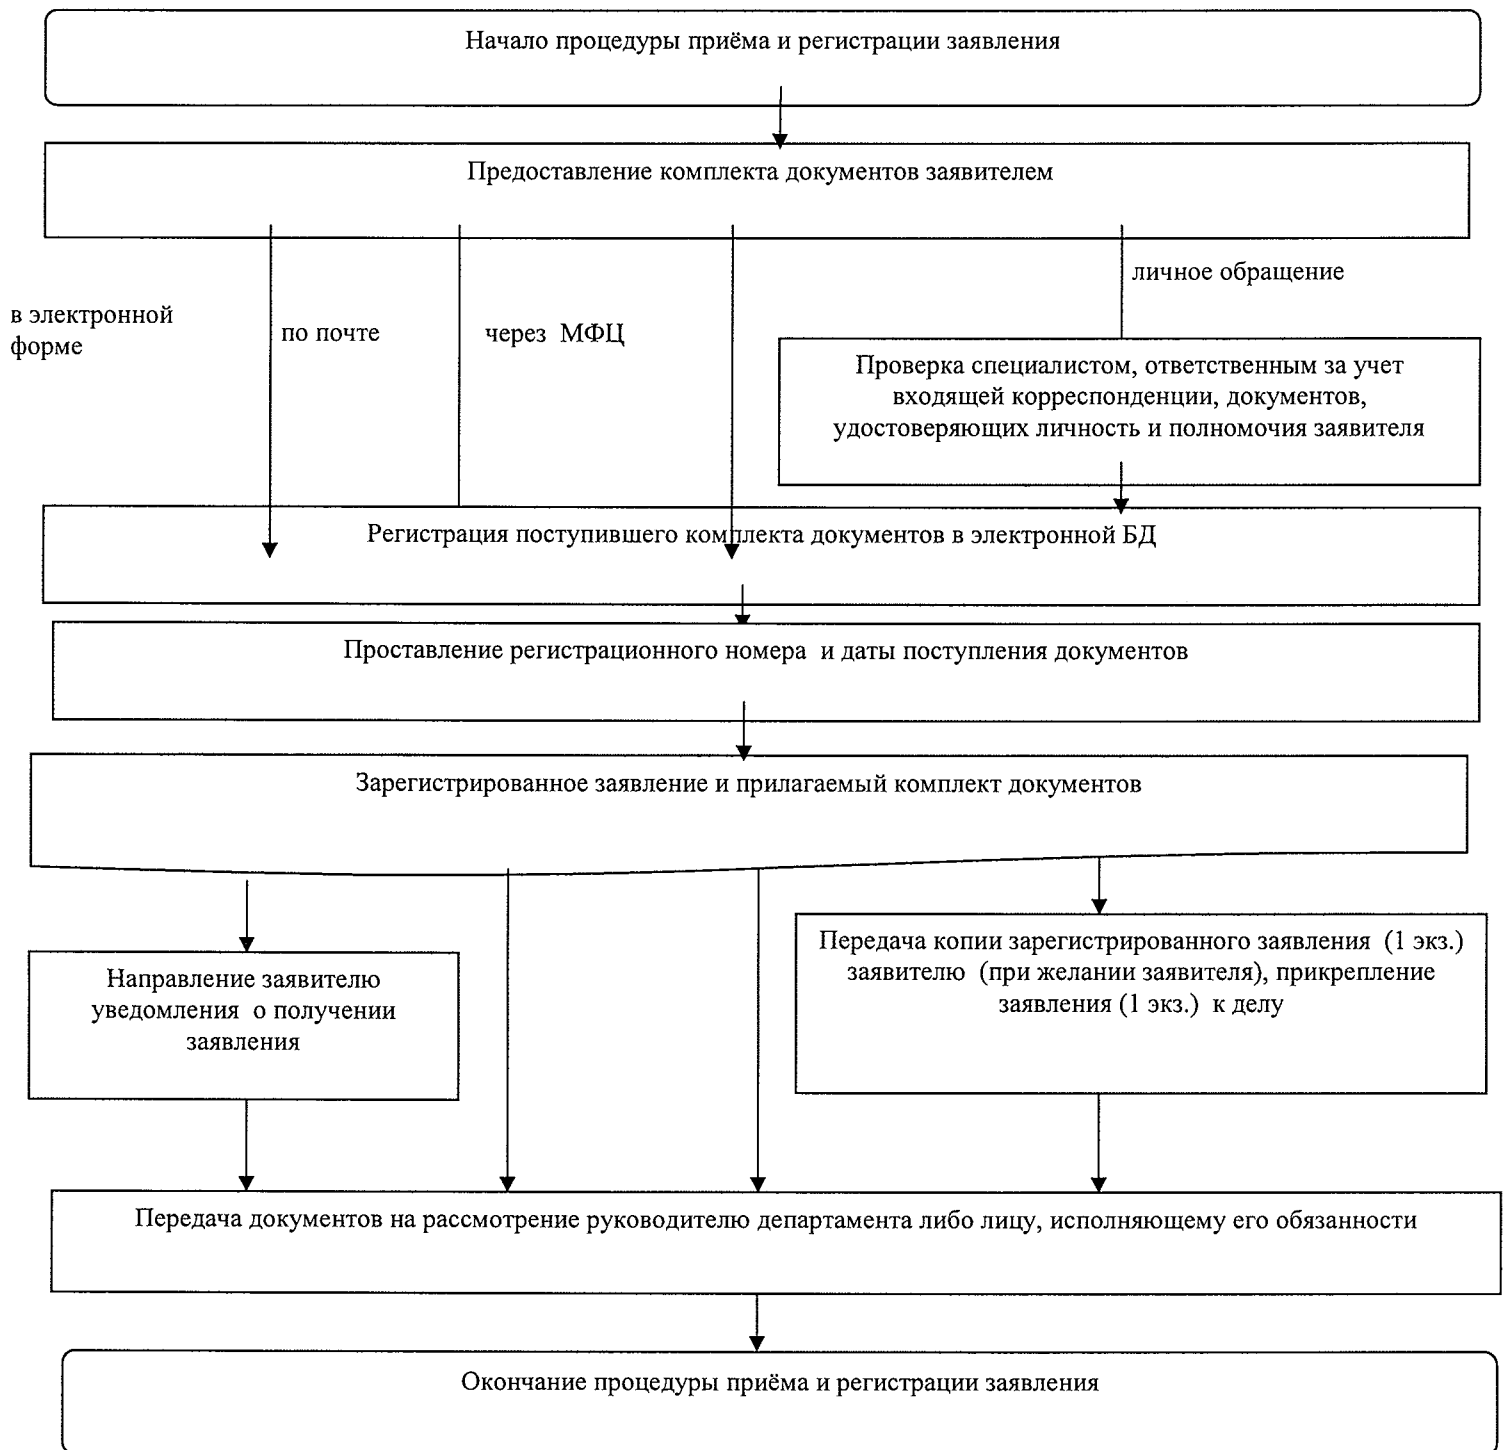 Начало процедуры приёма и регистрации заявления
Предоставление комплекта документов заявителем
личное обращение
в электронной
форме
по почте
через МФЦ
Проверка специалистом, ответственным за учет
входящей корреспонденции, документов,
удостоверяющих личность и полномочия заявителя
Регистрация поступившего комплекта документов в электронной БД
Проставление регистрационного номера и даты поступления документов
Зарегистрированное заявление и прилагаемый комплект документов
Направление заявителю
уведомления о получении
заявления
Передача копии зарегистрированного заявления (1 экз.)
заявителю (при желании заявителя), прикрепление
заявления (1 экз.) к делу
Передача документов на рассмотрение руководителю департамента либо лицу, исполняющему его обязанности
Окончание процедуры приёма и регистрации заявления